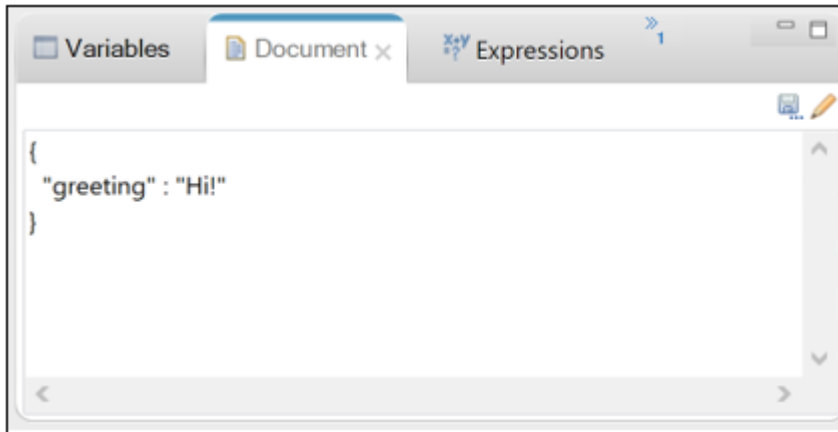 Variables Document Expressions 1
{
"greeting" : "Hi!"
}